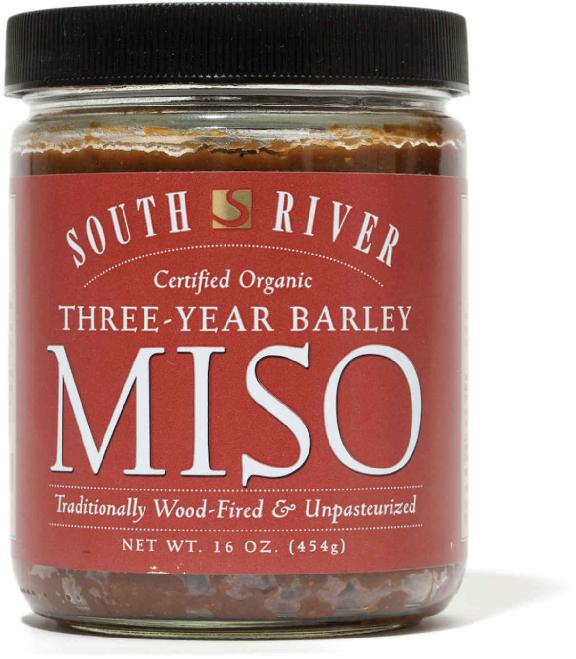 SOUTH RIVER
Certified Organic
THREE-YEAR BARLEY
MISO
Traditionally Wood-Fired & Unpasteurized
NET WT. 16 OZ. (454g)